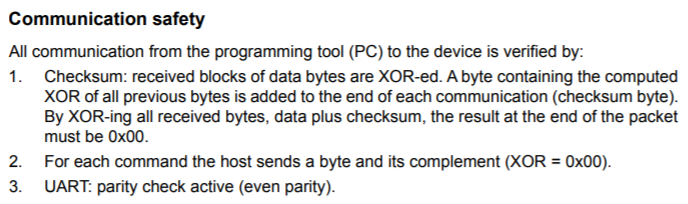 Communication safety
All communication from the programming tool (PC) to the device is verified by:
1. Checksum: received blocks of data bytes are XOR-ed. A byte containing the computed
XOR of all previous bytes is added to the end of each communication (checksum byte).
By XOR-ing all received bytes, data plus checksum, the result at the end of the packet
must be 0x00.
2. For each command the host sends a byte and its complement (XOR = 0x00).
3. UART: parity check active (even parity).